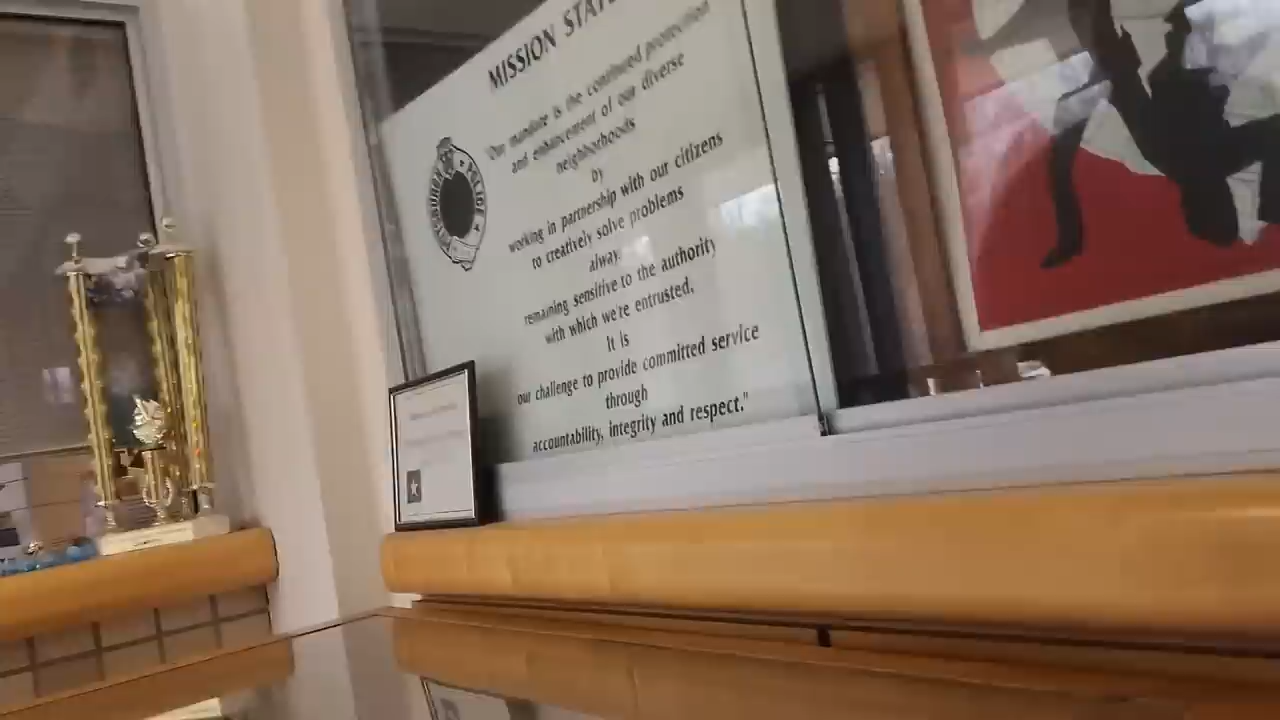 MISSION STATE
Our mandate is the continued protection
and enhancement of our diverse
neighborhoods
by
working in partnership with our citizens
to creatively solve problems
alway
remaining sensitive to the authority
with which we're entrusted.
It is
our challenge to provide committed service
through
accountability, integrity and respect."
POLICE